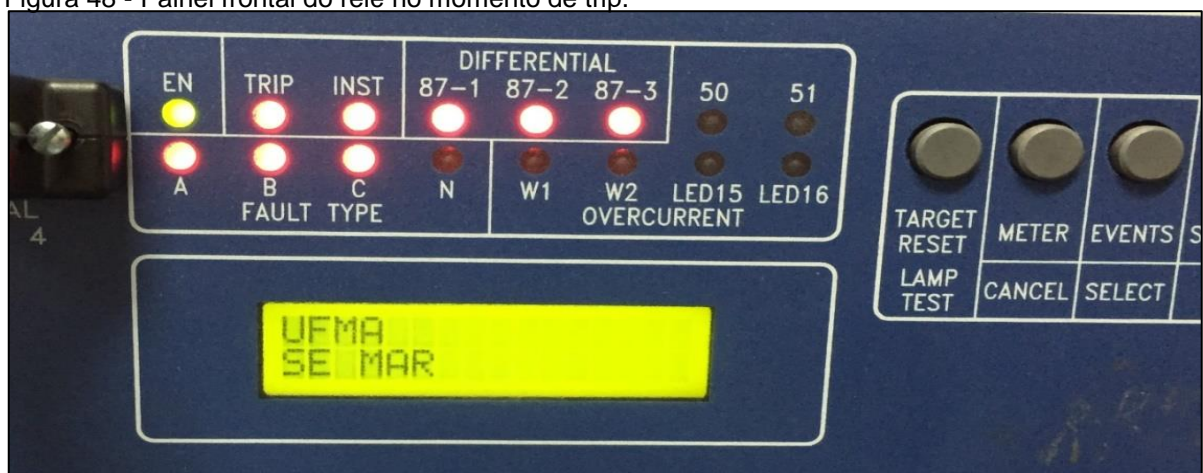 Figura 48 - Painel frontal do relé no momento de trip.
DIFFERENTIAL
EN TRIP INST 87-1 87-2 87-3 50 51
A B C N W1 W2 LED15 LED16
FAULT TYPE OVERCURRENT
AL
4
TARGET RESET METER EVENTS S
LAMP TEST CANCEL SELECT
UFMA
SE MAR